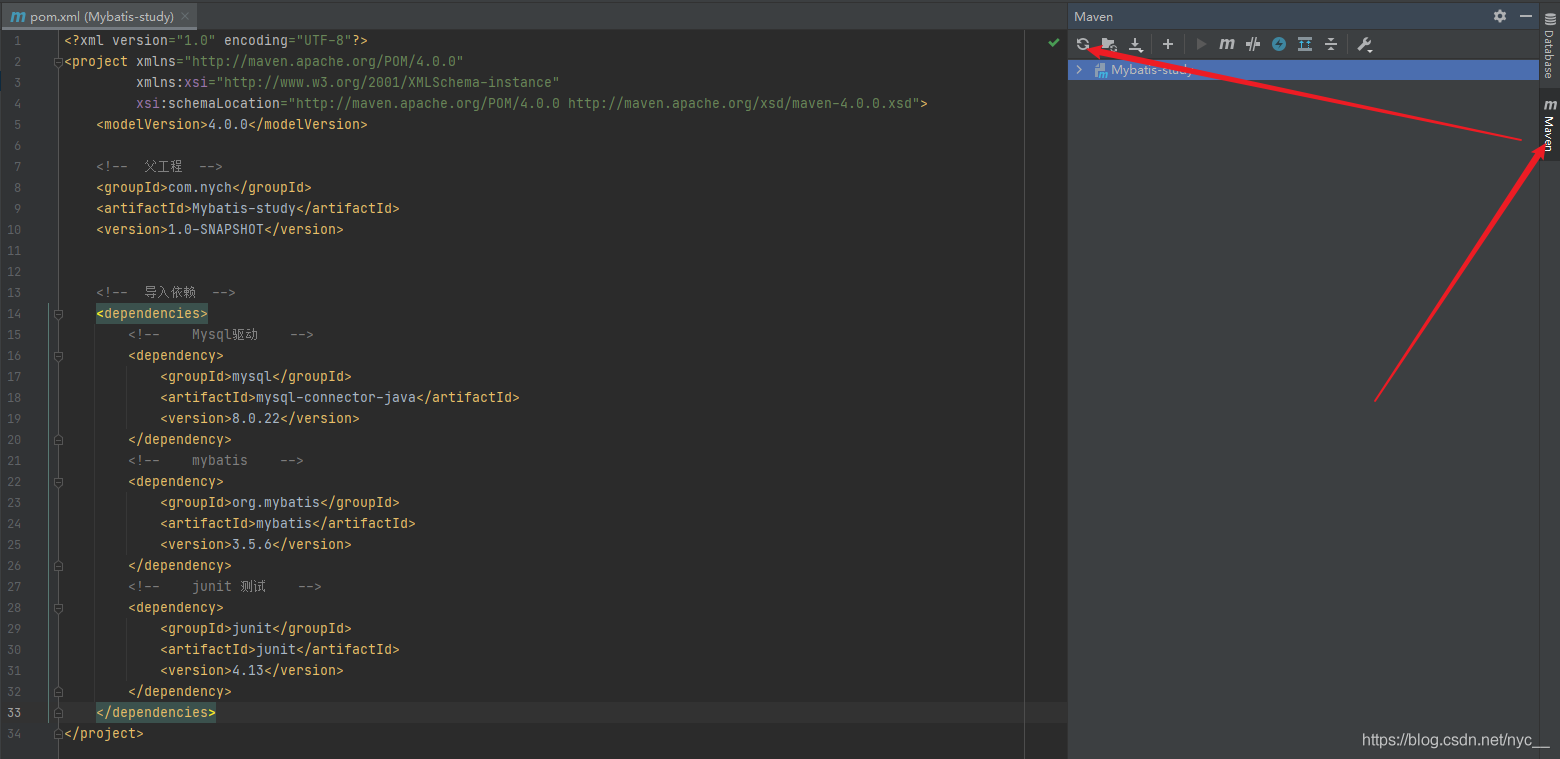 pom.xml (Mybatis-study)
1 <?xml version="1.0" encoding="UTF-8"?>
2 <project xmlns="http://maven.apache.org/POM/4.0.0"
3 xmlns:xsi="http://www.w3.org/2001/XMLSchema-instance"
4 xsi:schemaLocation="http://maven.apache.org/POM/4.0.0 http://maven.apache.org/xsd/maven-4.0.0.xsd">
5 <modelVersion>4.0.0</modelVersion>
6
7 <!-- 父工程 -->
8 <groupId>com.nych</groupId>
9 <artifactId>Mybatis-study</artifactId>
10 <version>1.0-SNAPSHOT</version>
11
12
13 <!-- 导入依赖 -->
14 <dependencies>
15 <!-- Mysql驱动 -->
16 <dependency>
17 <groupId>mysql</groupId>
18 <artifactId>mysql-connector-java</artifactId>
19 <version>8.0.22</version>
20 </dependency>
21 <!-- mybatis -->
22 <dependency>
23 <groupId>org.mybatis</groupId>
24 <artifactId>mybatis</artifactId>
25 <version>3.5.6</version>
26 </dependency>
27 <!-- junit 测试 -->
28 <dependency>
29 <groupId>junit</groupId>
30 <artifactId>junit</artifactId>
31 <version>4.13</version>
32 </dependency>
33 </dependencies>
34 </project>
Maven
Mybatis-study
Database
Maven
https://blog.csdn.net/nyc__